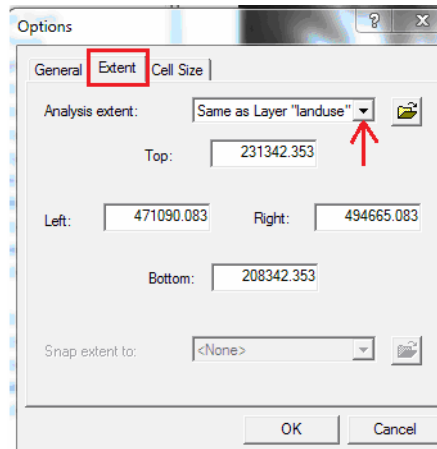 Options
General Extent Cell Size
Analysis extent: Same as Layer "landuse"
Top: 231342.353
Left: 471090.083 Right: 494665.083
Bottom: 208342.353
Snap extent to: <None>
OK Cancel